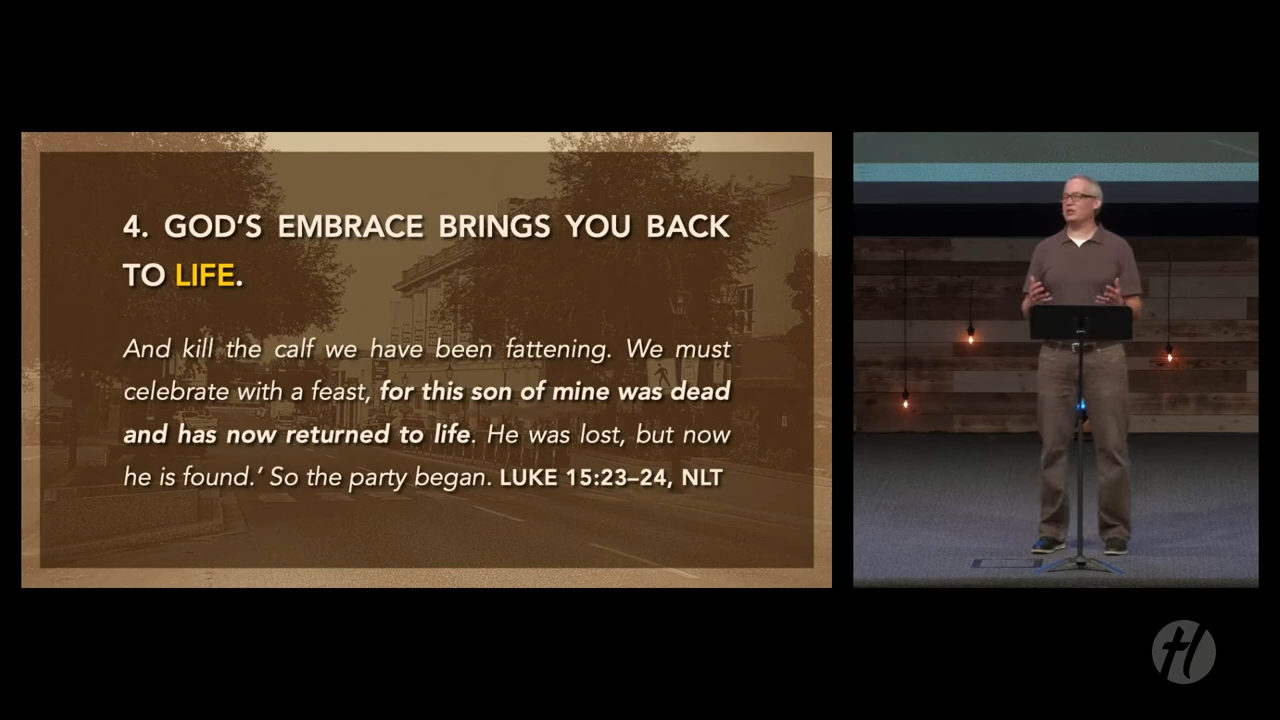 4. GOD’S EMBRACE BRINGS YOU BACK
TO LIFE.
And kill the calf we have been fattening. We must
celebrate with a feast, for this son of mine was dead
and has now returned to life. He was lost, but now
he is found.’ So the party began. LUKE 15:23–24, NLT
H